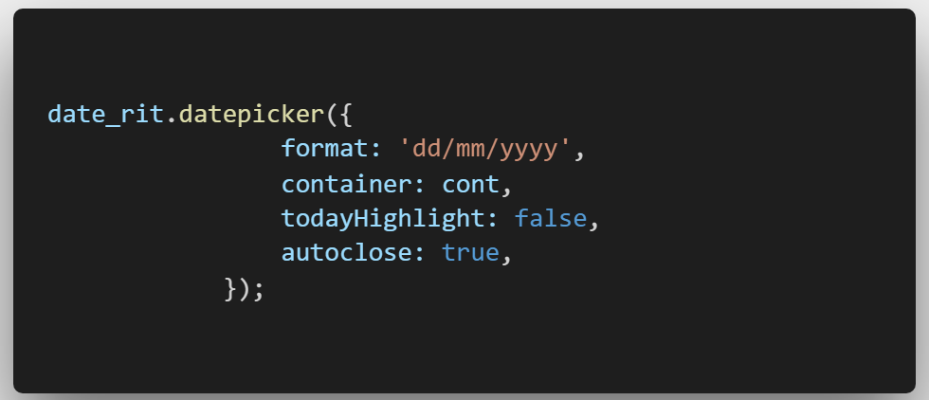 date_rit.datepicker({
format: 'dd/mm/yyyy',
container: cont,
todayHighlight: false,
autoclose: true,
});